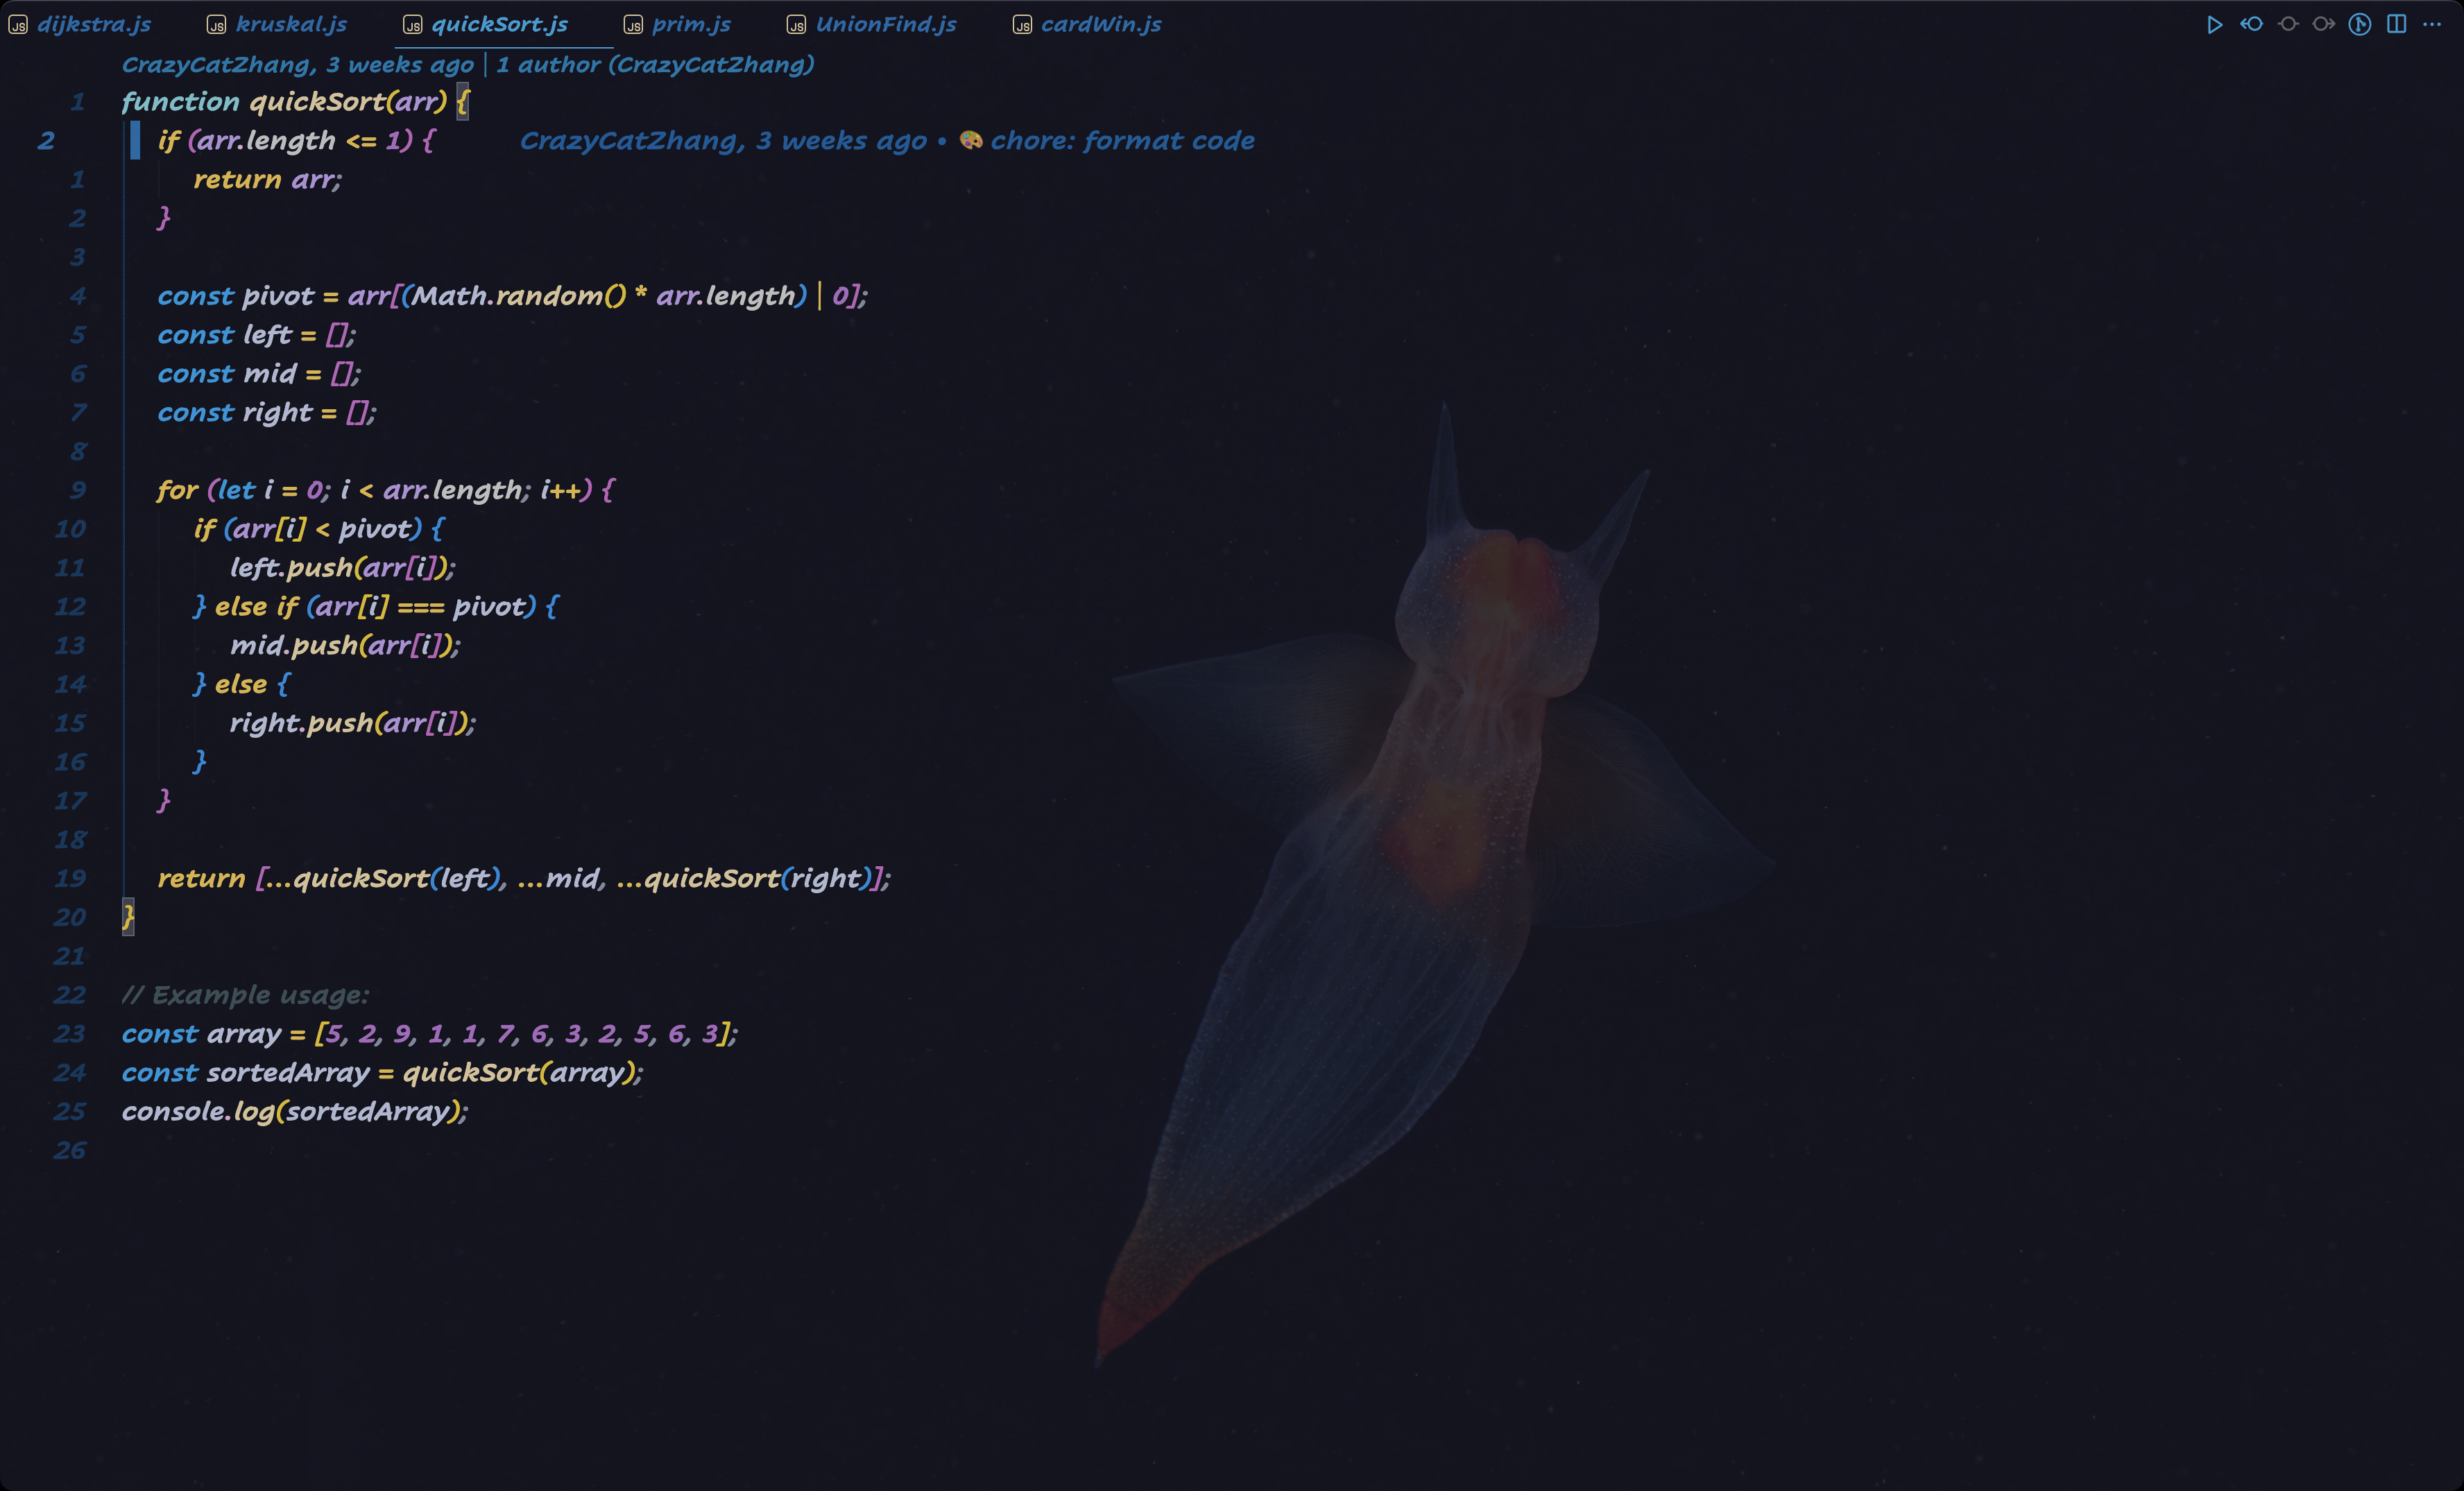 dijkstra.js kruskal.js quickSort.js prim.js UnionFind.js cardWin.js
CrazyCatZhang, 3 weeks ago | 1 author (CrazyCatZhang)
1 function quickSort(arr) {
2 if (arr.length <= 1) { CrazyCatZhang, 3 weeks ago • 🎨 chore: format code
1 return arr;
2 }
3
4 const pivot = arr[(Math.random() * arr.length) | 0];
5 const left = [];
6 const mid = [];
7 const right = [];
8
9 for (let i = 0; i < arr.length; i++) {
10 if (arr[i] < pivot) {
11 left.push(arr[i]);
12 } else if (arr[i] === pivot) {
13 mid.push(arr[i]);
14 } else {
15 right.push(arr[i]);
16 }
17 }
18
19 return [...quickSort(left), ...mid, ...quickSort(right)];
20 }
21
22 // Example usage:
23 const array = [5, 2, 9, 1, 1, 7, 6, 3, 2, 5, 6, 3];
24 const sortedArray = quickSort(array);
25 console.log(sortedArray);
26